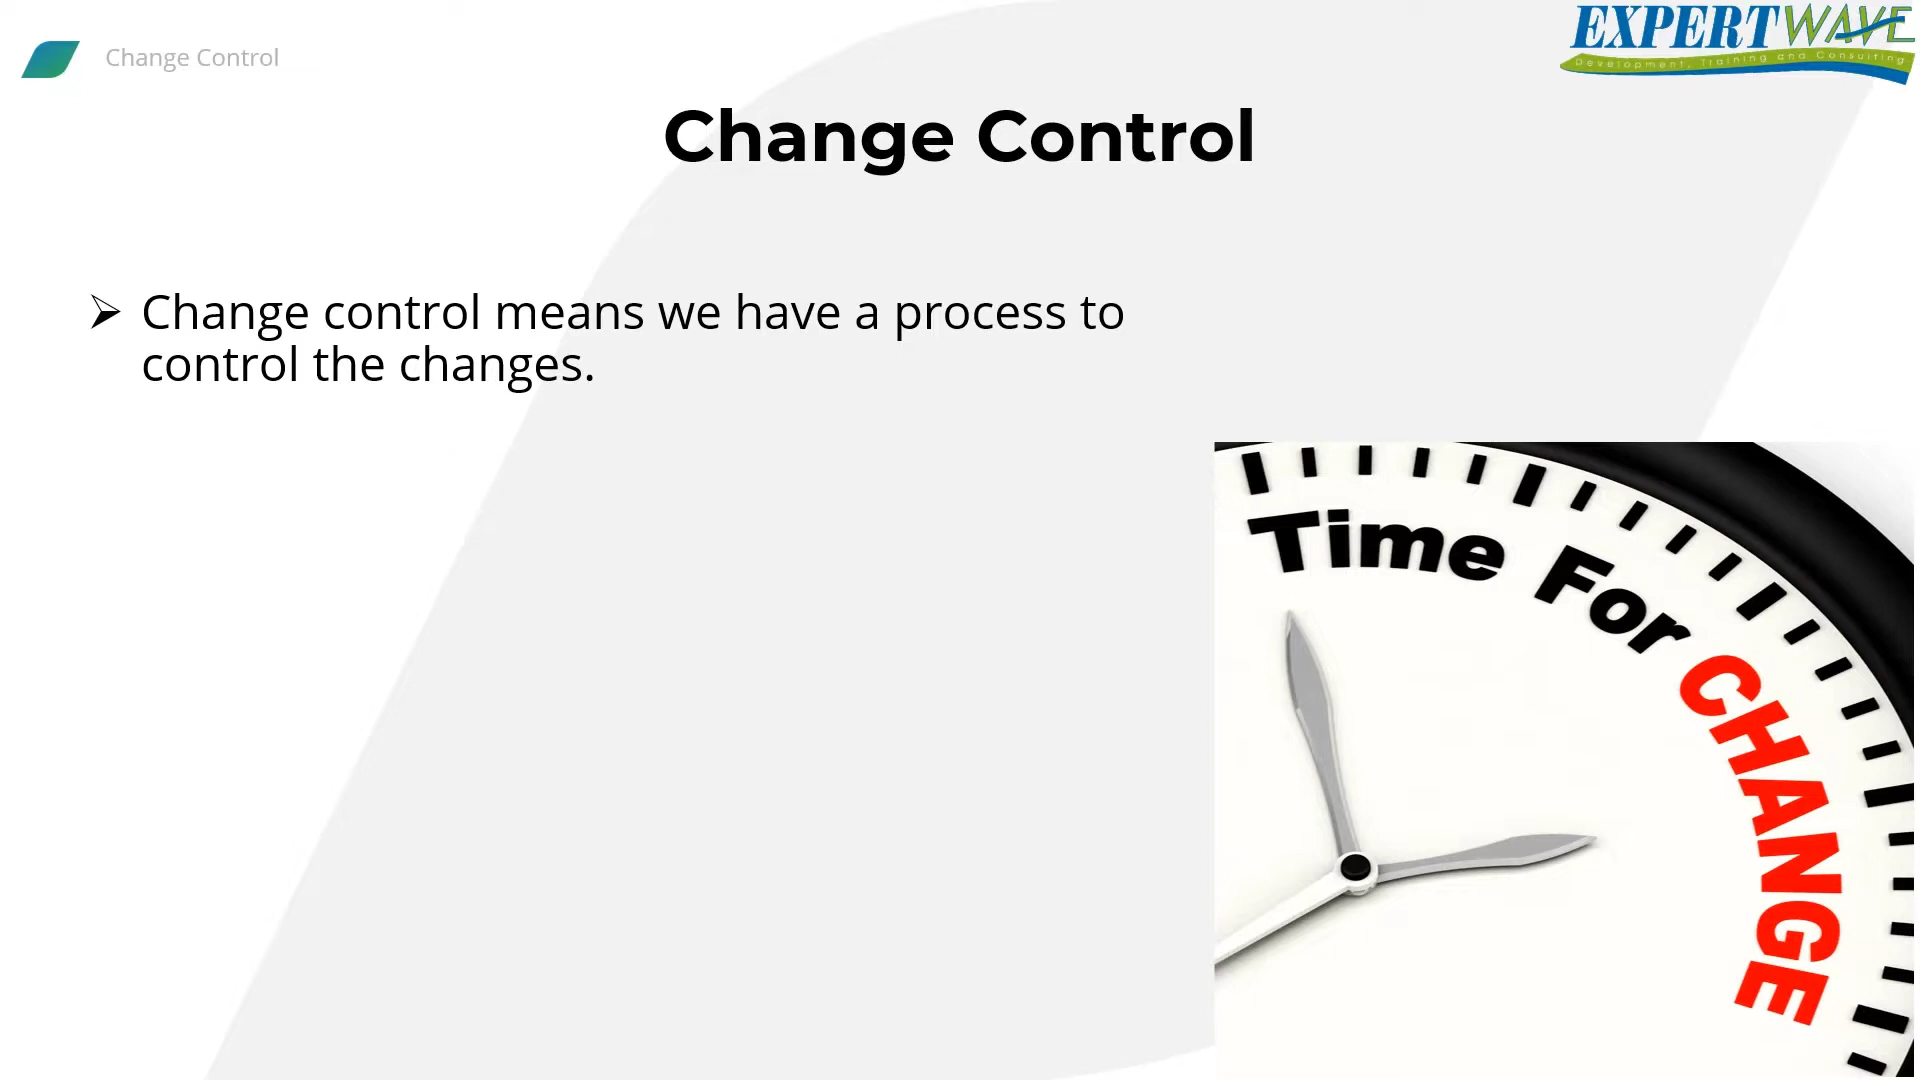 Change Control
EXPERTWAVE
Development, Training and Consulting
Change Control
➢ Change control means we have a process to
control the changes.
Time For CHANGE